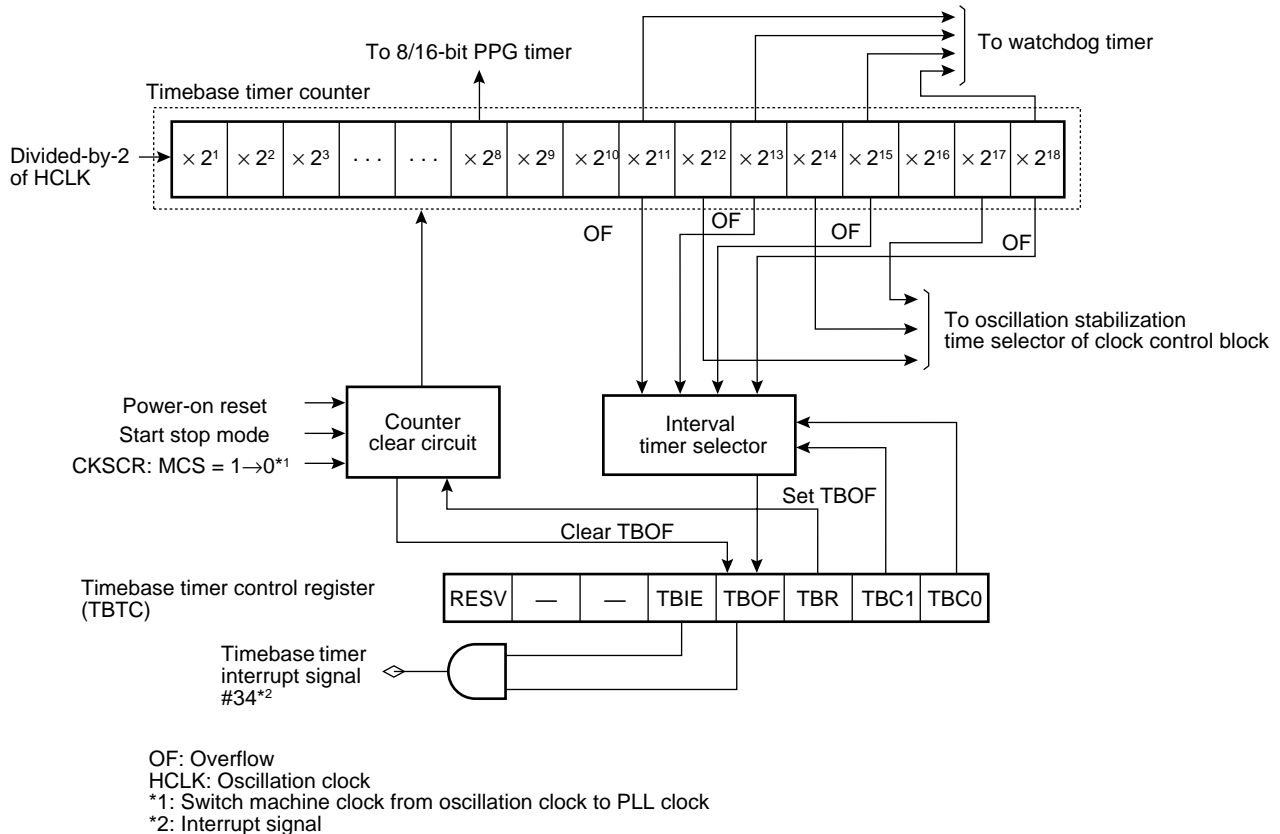 To watchdog timer
To 8/16-bit PPG timer
Timebase timer counter
Divided-by-2
of HCLK
× 2¹ × 2² × 2³ · · · · · · × 2⁸ × 2⁹ × 2¹⁰ × 2¹¹ × 2¹² × 2¹³ × 2¹⁴ × 2¹⁵ × 2¹⁶ × 2¹⁷ × 2¹⁸
OF OF OF OF
To oscillation stabilization
time selector of clock control block
Power-on reset
Start stop mode
CKSCR: MCS = 1→0*¹
Counter
clear circuit
Interval
timer selector
Set TBOF
Clear TBOF
Timebase timer control register
(TBTC)
RESV — — TBIE TBOF TBR TBC1 TBC0
Timebase timer
interrupt signal
#34*²
OF: Overflow
HCLK: Oscillation clock
*1: Switch machine clock from oscillation clock to PLL clock
*2: Interrupt signal